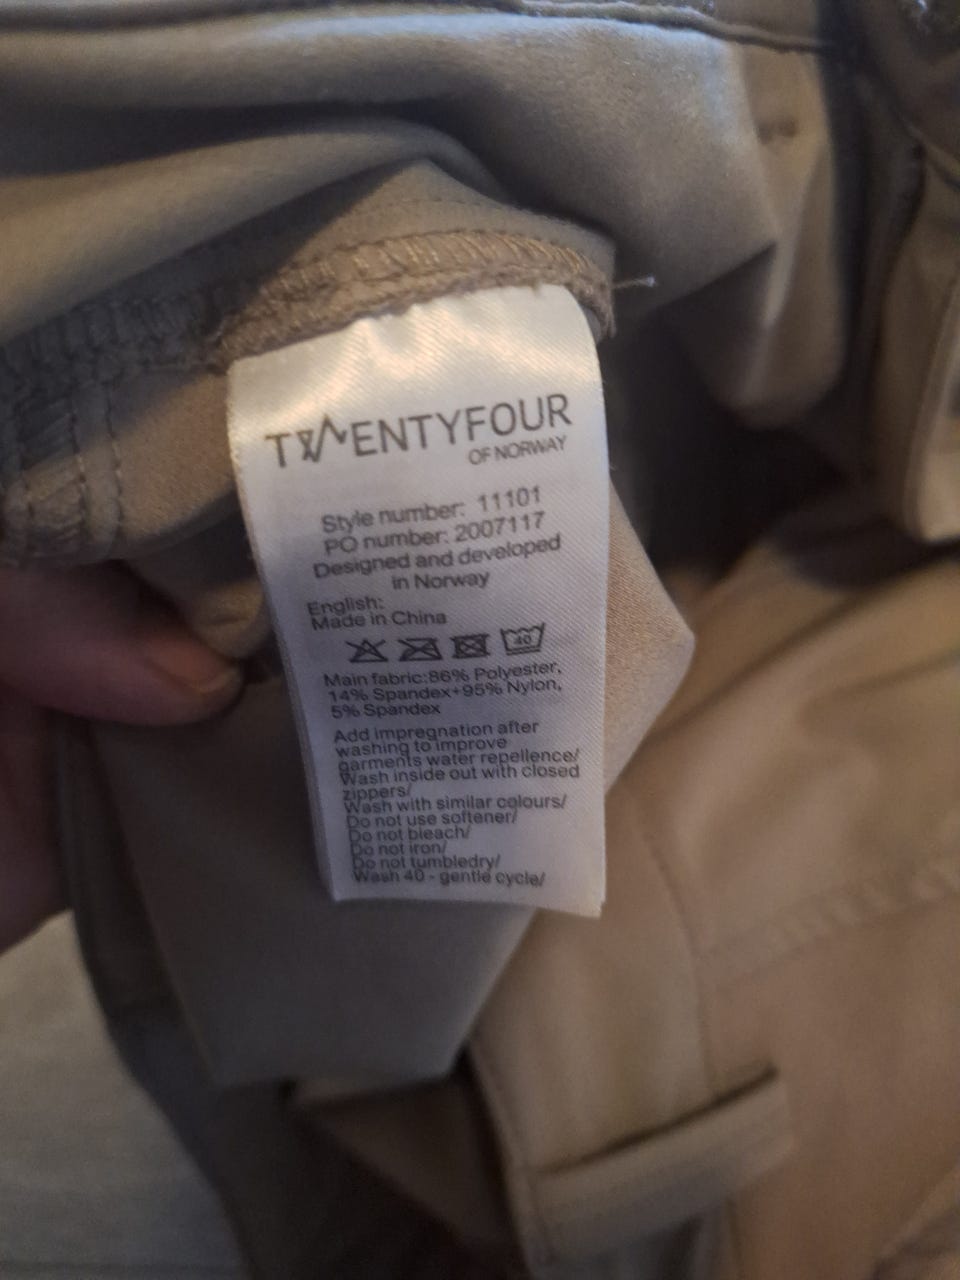 TWENTYFOUR
OF NORWAY
Style number: 11101
PO number: 2007117
Designed and developed
in Norway
English:
Made in China
40
Main fabric:86% Polyester,
14% Spandex+95% Nylon,
5% Spandex
Add impregnation after
washing to improve
garments water repellence/
Wash inside out with closed
zippers/
Wash with similar colours/
Do not use softener/
Do not bleach/
Do not iron/
Do not tumbledry/
Wash 40 - gentle cycle/